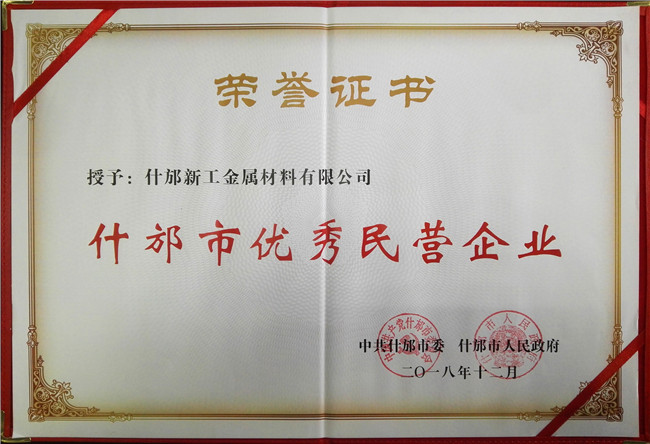 荣誉证书
授予：什邡新工金属材料有限公司
什邡市优秀民营企业
中共什邡市委 什邡市人民政府
二〇一八年十二月